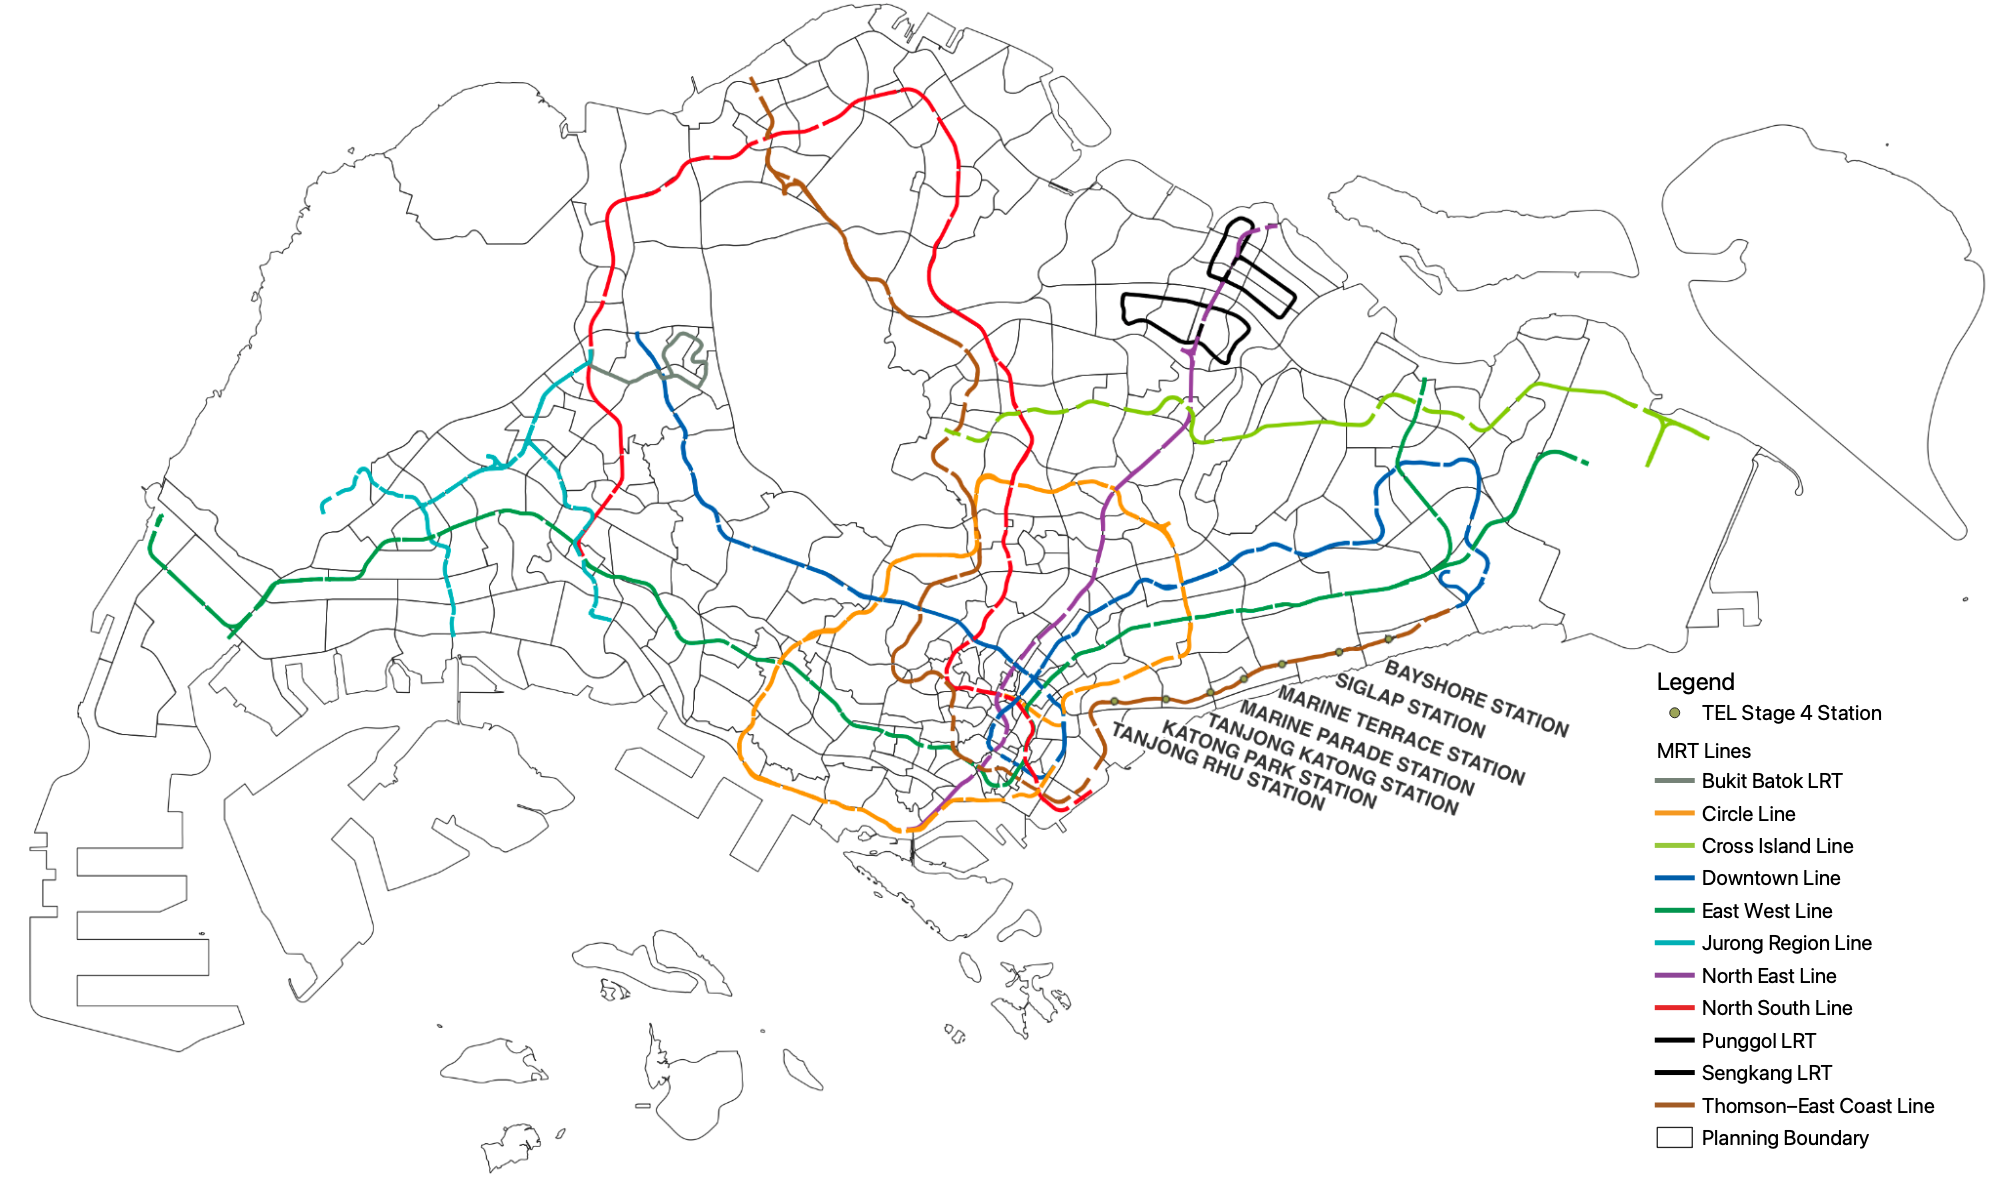 BAYSHORE STATION
SIGLAP STATION
MARINE TERRACE STATION
MARINE PARADE STATION
TANJONG KATONG STATION
KATONG PARK STATION
TANJONG RHU STATION
Legend
TEL Stage 4 Station
MRT Lines
Bukit Batok LRT
Circle Line
Cross Island Line
Downtown Line
East West Line
Jurong Region Line
North East Line
North South Line
Punggol LRT
Sengkang LRT
Thomson–East Coast Line
Planning Boundary